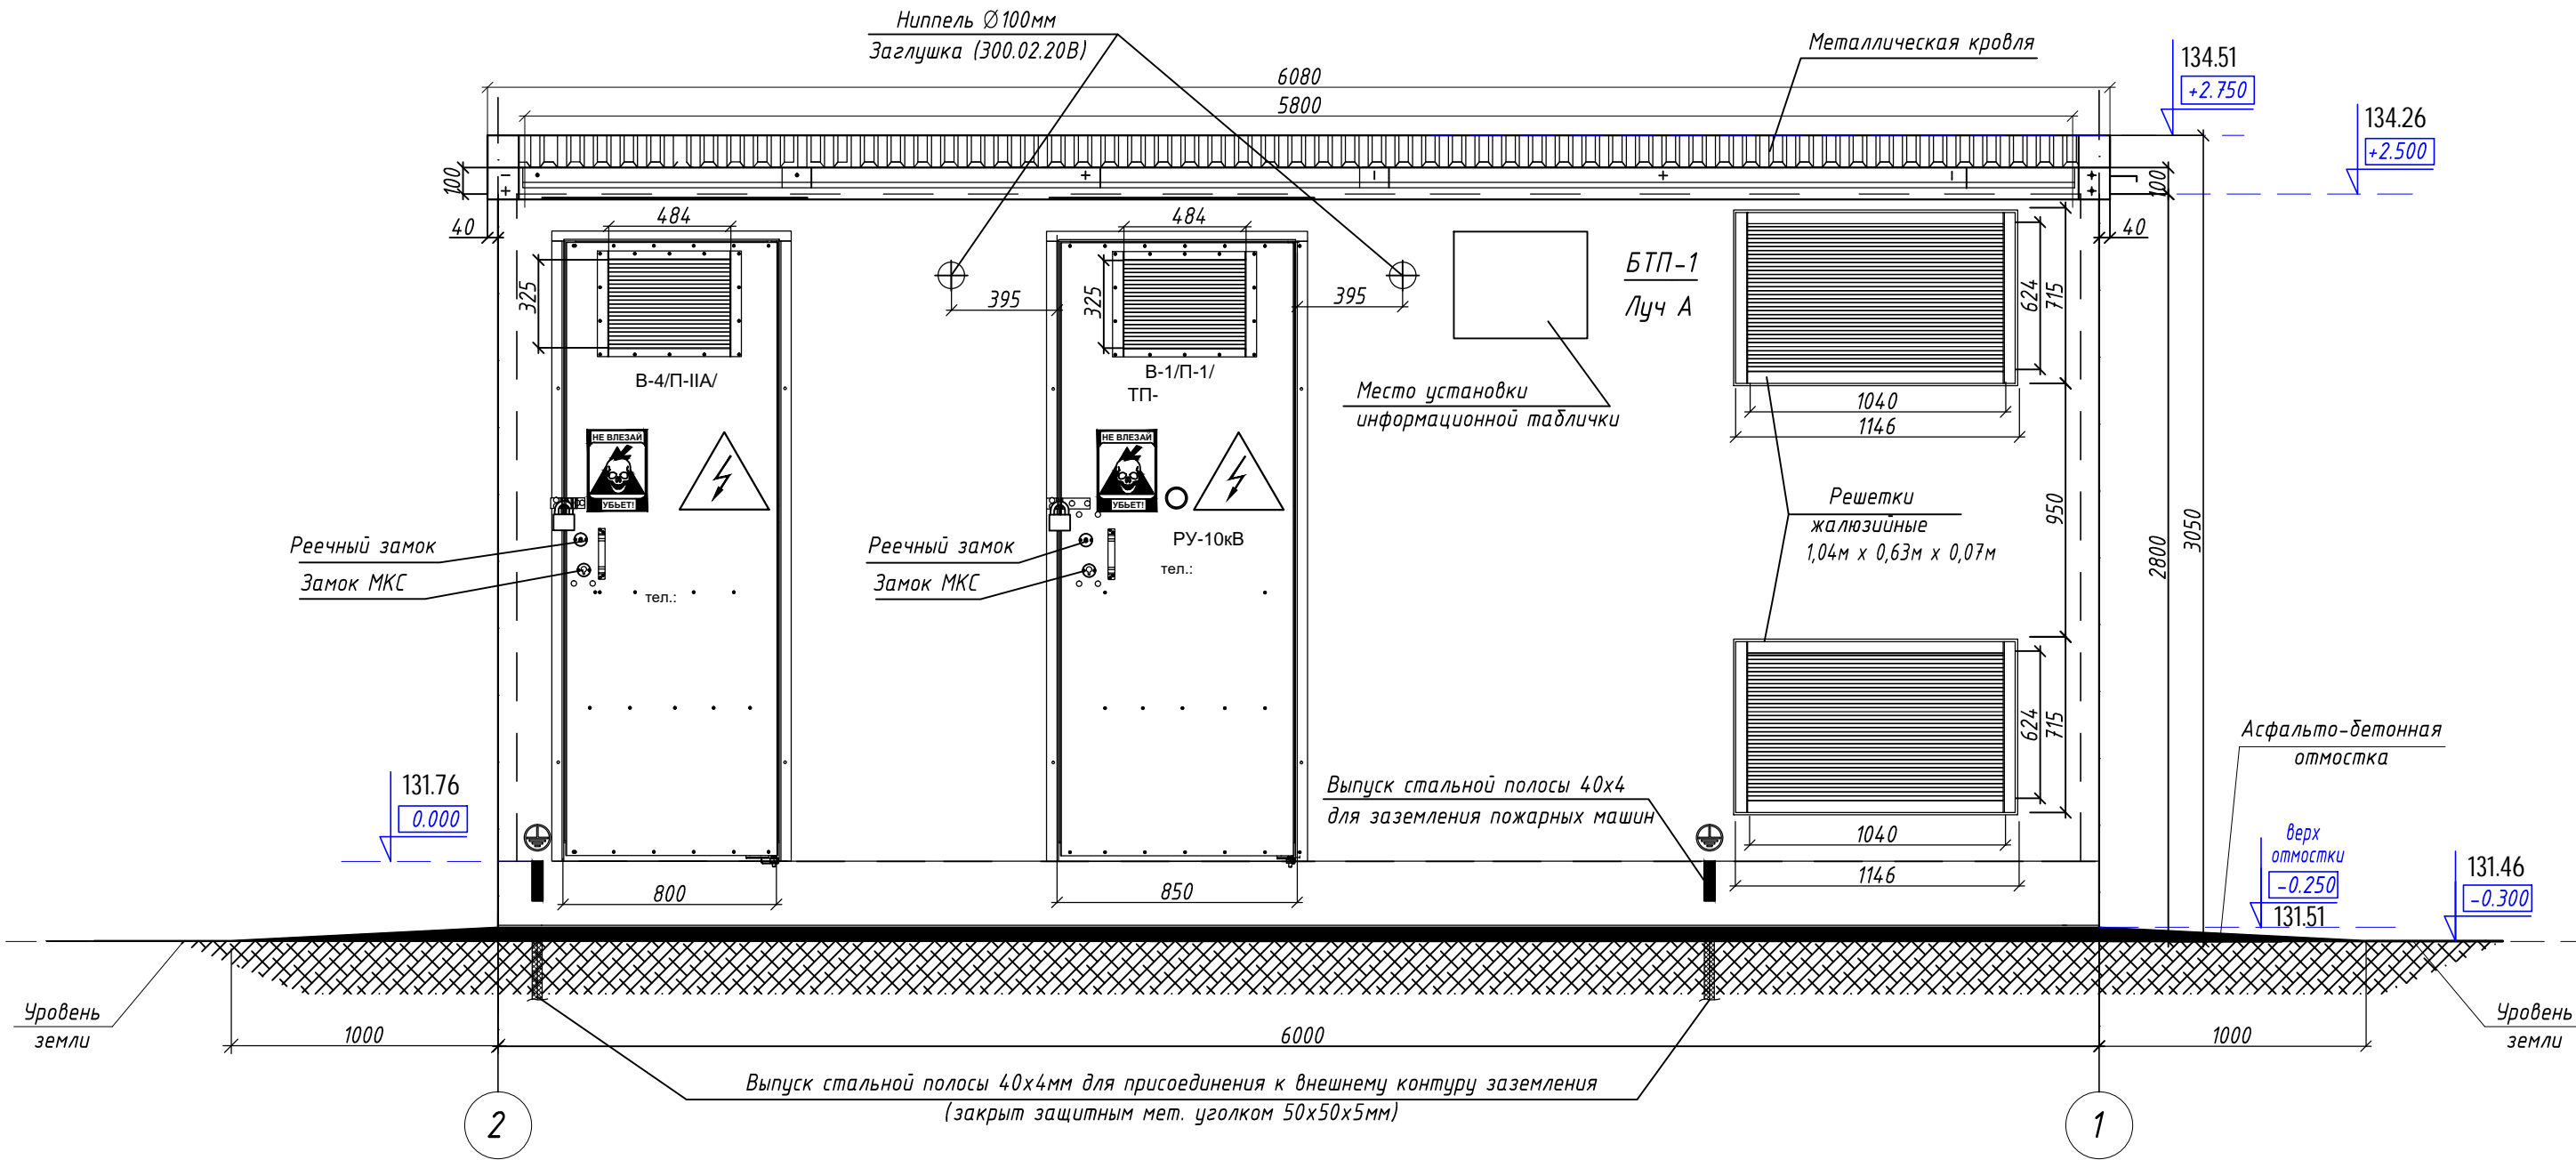 Ниппель Ø100мм
Заглушка (300.02.20В)
Металлическая кровля
134.51
+2.750
134.26
+2.500
6080
5800
100
100
40
40
484
484
325
325
395
395
БТП-1
Луч А
624
715
В-4/П-IIА/
В-1/П-1/
ТП-
Место установки
информационной таблички
1040
1146
НЕ ВЛЕЗАЙ
УБЬЕТ!
НЕ ВЛЕЗАЙ
УБЬЕТ!
Решетки
жалюзийные
1,04м х 0,63м х 0,07м
950
2800
3050
Реечный замок
Замок МКС
Реечный замок
Замок МКС
РУ-10кВ
тел.:
тел.:
624
715
Асфальто-бетонная
отмостка
131.76
0.000
Выпуск стальной полосы 40х4
для заземления пожарных машин
1040
1146
800
850
верх
отмостки
-0.250
131.51
131.46
-0.300
Уровень
земли
Уровень
земли
1000
6000
1000
Выпуск стальной полосы 40х4мм для присоединения к внешнему контуру заземления
(закрыт защитным мет. уголком 50х50х5мм)
2
1